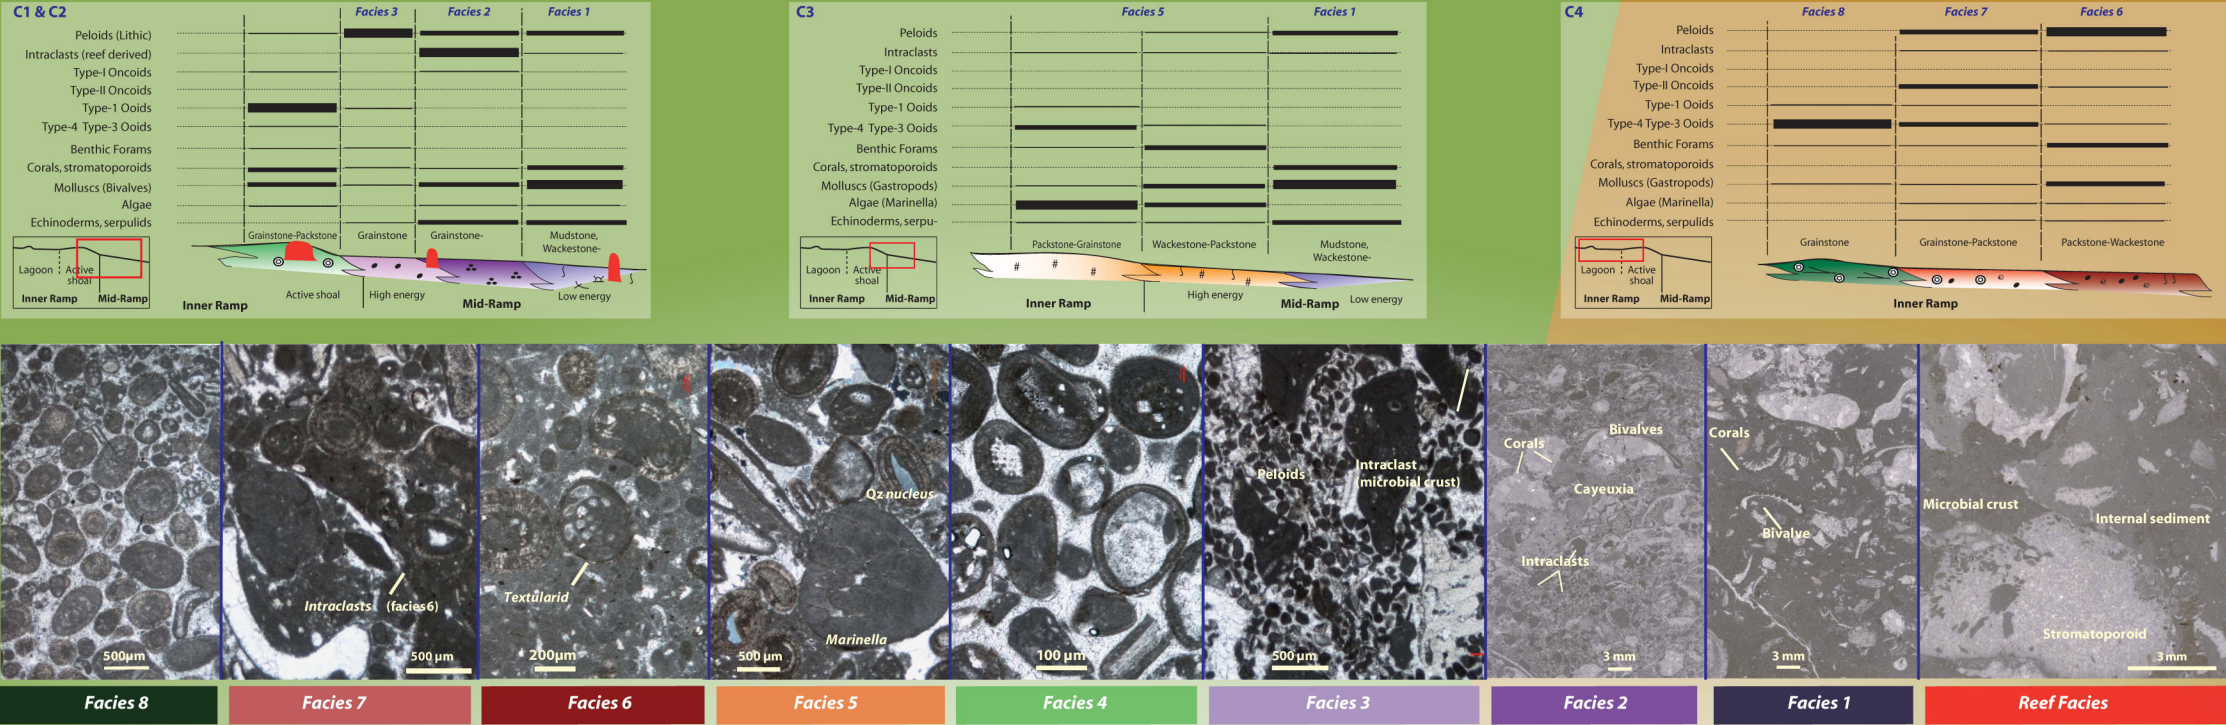 C1 & C2
Facies 3
Facies 2
Facies 1
Peloids (Lithic)
Intraclasts (reef derived)
Type-I Oncoids
Type-II Oncoids
Type-1 Ooids
Type-4 Type-3 Ooids
Benthic Forams
Corals, stromatoporoids
Molluscs (Bivalves)
Algae
Echinoderms, serpulids
Grainstone-Packstone
Grainstone
Grainstone-
Mudstone,
Wackestone-
Lagoon
Active
shoal
Inner Ramp
Mid-Ramp
Inner Ramp
Active shoal
High energy
Mid-Ramp
Low energy
C3
Facies 5
Facies 1
Peloids
Intraclasts
Type-I Oncoids
Type-II Oncoids
Type-1 Ooids
Type-4 Type-3 Ooids
Benthic Forams
Corals, stromatoporoids
Molluscs (Gastropods)
Algae (Marinella)
Echinoderms, serpu-
Packstone-Grainstone
Wackestone-Packstone
Mudstone,
Wackestone-
Lagoon
Active
shoal
Inner Ramp
Mid-Ramp
Inner Ramp
High energy
Mid-Ramp
Low energy
C4
Facies 8
Facies 7
Facies 6
Peloids
Intraclasts
Type-I Oncoids
Type-II Oncoids
Type-1 Ooids
Type-4 Type-3 Ooids
Benthic Forams
Corals, stromatoporoids
Molluscs (Gastropods)
Algae (Marinella)
Echinoderms, serpulids
Grainstone
Grainstone-Packstone
Packstone-Wackestone
Lagoon
Active
shoal
Inner Ramp
Mid-Ramp
Inner Ramp
500µm
Intraclasts (facies6)
500 µm
Textularid
200µm
Qz nucleus
Marinella
500 µm
100 µm
Peloids
Intraclast
(microbial crust)
500 µm
Corals
Bivalves
Cayeuxia
Intraclasts
3 mm
Corals
Bivalve
3 mm
Microbial crust
Internal sediment
Stromatoporoid
3 mm
Facies 8
Facies 7
Facies 6
Facies 5
Facies 4
Facies 3
Facies 2
Facies 1
Reef Facies